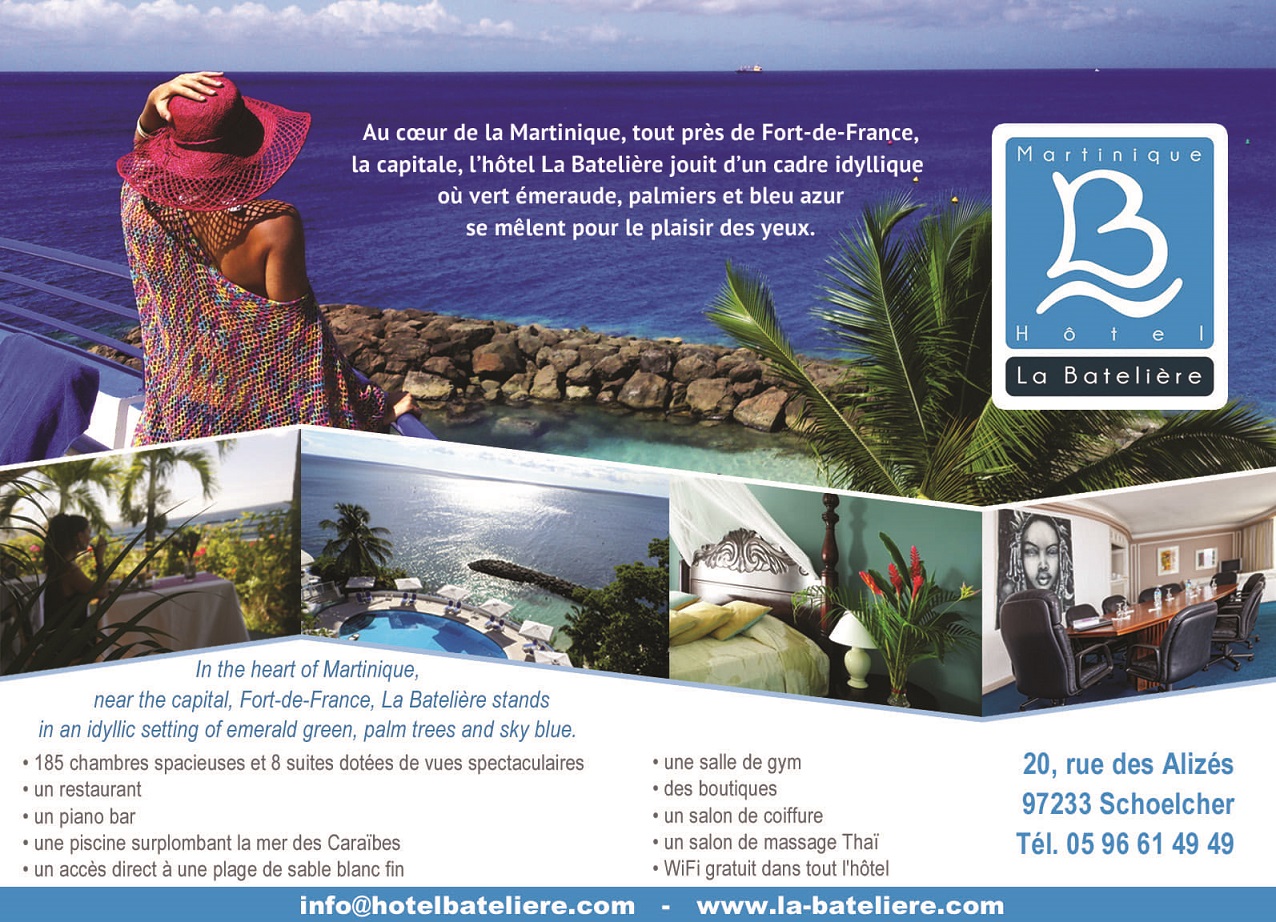 Au cœur de la Martinique, tout près de Fort-de-France,
la capitale, l'hôtel La Batelière jouit d'un cadre idyllique
où vert émeraude, palmiers et bleu azur
se mêlent pour le plaisir des yeux.
Martinique
B
Hôtel
La Batelière
In the heart of Martinique,
near the capital, Fort-de-France, La Batelière stands
in an idyllic setting of emerald green, palm trees and sky blue.
• 185 chambres spacieuses et 8 suites dotées de vues spectaculaires
• un restaurant
• un piano bar
• une piscine surplombant la mer des Caraïbes
• un accès direct à une plage de sable blanc fin
• une salle de gym
• des boutiques
• un salon de coiffure
• un salon de massage Thaï
• WiFi gratuit dans tout l'hôtel
20, rue des Alizés
97233 Schoelcher
Tél. 05 96 61 49 49
info@hotelbateliere.com - www.la-bateliere.com